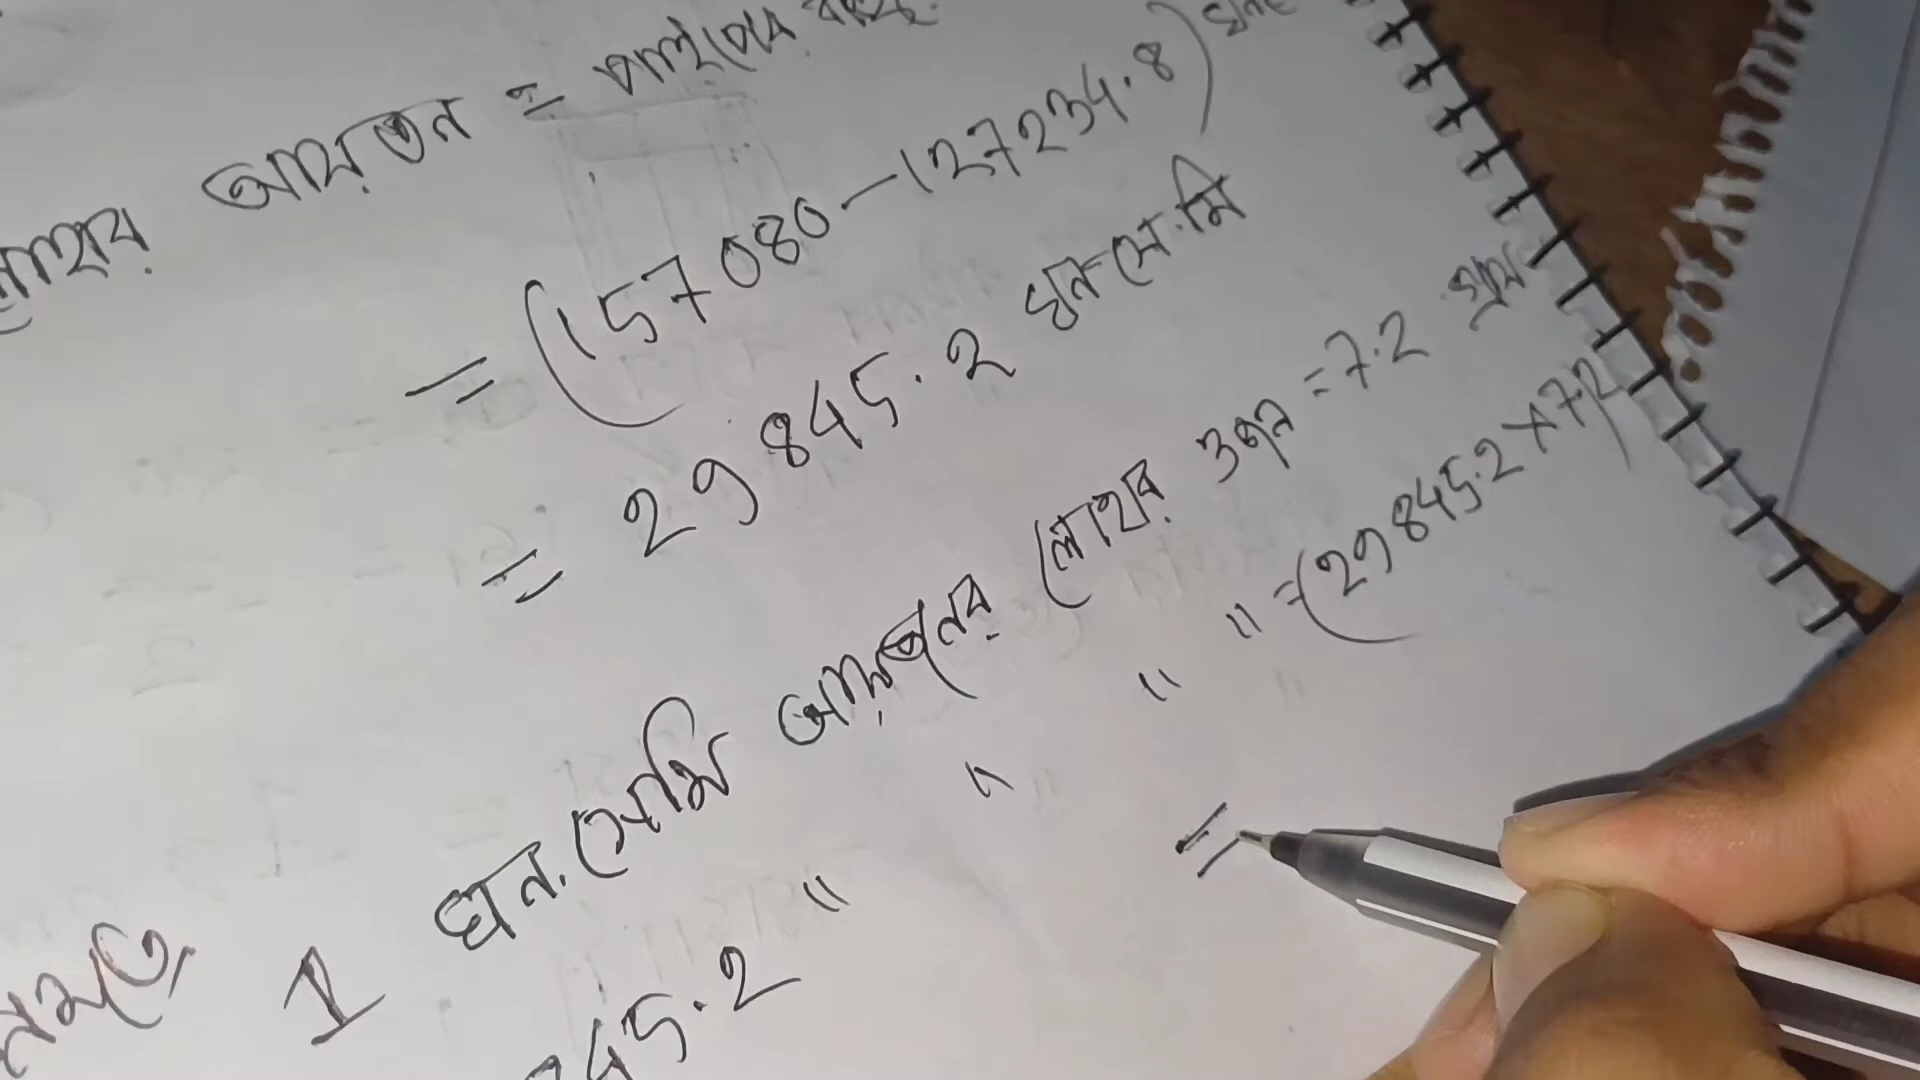 লোহার আয়তন = পাইপের
= (157080 - 127234.8) ঘন
= 29845.2 ঘন সে.মি
1 ঘন.সেমি আয়তনের লোহার ওজন = 7.2 গ্রাম
845.2 " " " " = (29845.2 × 7.2)
=